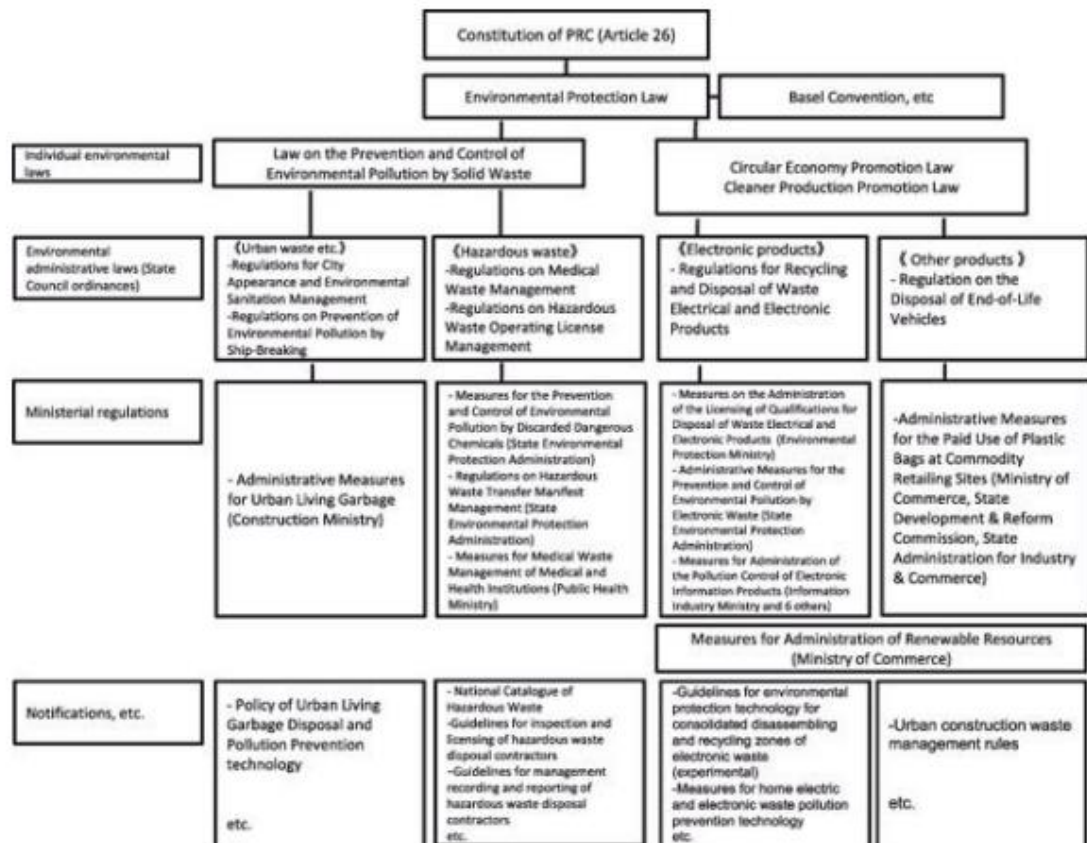 Constitution of PRC (Article 26)
Environmental Protection Law
Basel Convention, etc
Individual environmental
laws
Law on the Prevention and Control of
Environmental Pollution by Solid Waste
Circular Economy Promotion Law
Cleaner Production Promotion Law
Environmental
administrative laws (State
Council ordinances)
《Urban waste etc.》
-Regulations for City
Appearance and Environmental
Sanitation Management
-Regulations on Prevention of
Environmental Pollution by
Ship-Breaking
《Hazardous waste》
-Regulations on Medical
Waste Management
-Regulations on Hazardous
Waste Operating License
Management
《Electronic products》
- Regulations for Recycling
and Disposal of Waste
Electrical and Electronic
Products
《 Other products 》
- Regulation on the
Disposal of End-of-Life
Vehicles
Ministerial regulations
- Administrative Measures
for Urban Living Garbage
(Construction Ministry)
- Measures for the Prevention
and Control of Environmental
Pollution by Discarded Dangerous
Chemicals (State Environmental
Protection Administration)
- Regulations on Hazardous
Waste Transfer Manifest
Management (State
Environmental Protection
Administration)
- Measures for Medical Waste
Management of Medical and
Health Institutions (Public Health
Ministry)
- Measures on the Administration
of the Licensing of Qualifications for
Disposal of Waste Electrical and
Electronic Products (Environmental
Protection Ministry)
- Administrative Measures for the
Prevention and Control of
Environmental Pollution by
Electronic Waste (State
Environmental Protection
Administration)
- Measures for Administration of
the Pollution Control of Electronic
Information Products (Information
Industry Ministry and 6 others)
-Administrative Measures
for the Paid Use of Plastic
Bags at Commodity
Retailing Sites (Ministry of
Commerce, State
Development & Reform
Commission, State
Administration for Industry
& Commerce)
Measures for Administration of Renewable Resources
(Ministry of Commerce)
Notifications, etc.
- Policy of Urban Living
Garbage Disposal and
Pollution Prevention
technology
etc.
- National Catalogue of
Hazardous Waste
-Guidelines for inspection and
licensing of hazardous waste
disposal contractors
-Guidelines for management
recording and reporting of
hazardous waste disposal
contractors
etc.
-Guidelines for environmental
protection technology for
consolidated disassembling
and recycling zones of
electronic waste
(experimental)
-Measures for home electric
and electronic waste pollution
prevention technology
etc.
-Urban construction waste
management rules
etc.